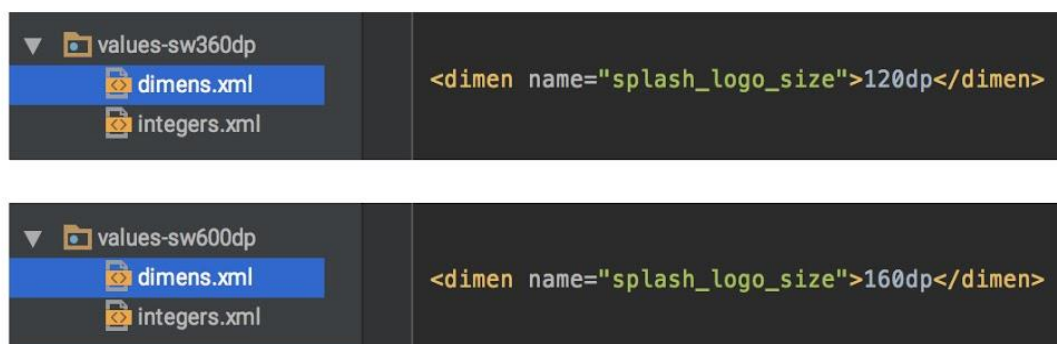 values-sw360dp
dimens.xml
integers.xml
<dimen name="splash_logo_size">120dp</dimen>
values-sw600dp
dimens.xml
integers.xml
<dimen name="splash_logo_size">160dp</dimen>